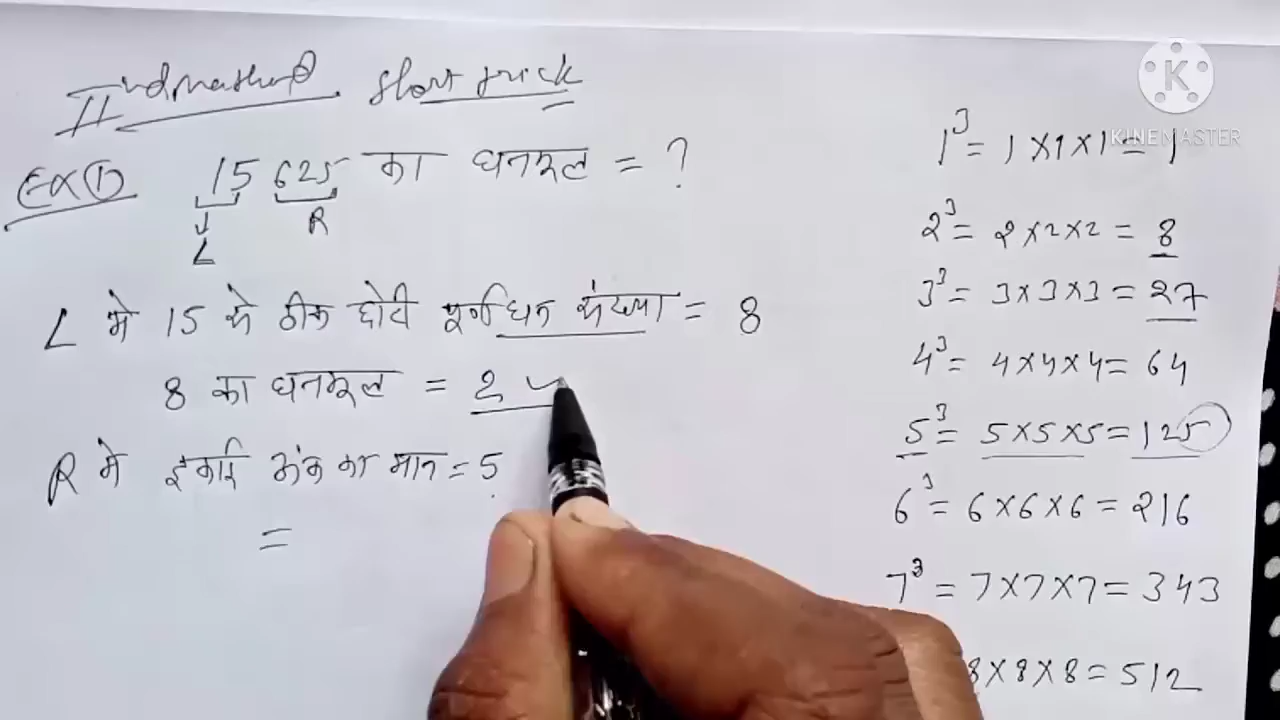 IInd method short trick
Ex① 15 625 का घनमूल = ?
L R
L मे 15 से ठीक छोटी पूर्ण घन संख्या = 8
8 का घनमूल = 2
R मे इकाई अंक का मान = 5
=
1³ = 1×1×1 = 1
2³ = 2×2×2 = 8
3³ = 3×3×3 = 27
4³ = 4×4×4 = 64
5³ = 5×5×5 = 125
6³ = 6×6×6 = 216
7³ = 7×7×7 = 343
8×8×8 = 512
K
KINEMASTER